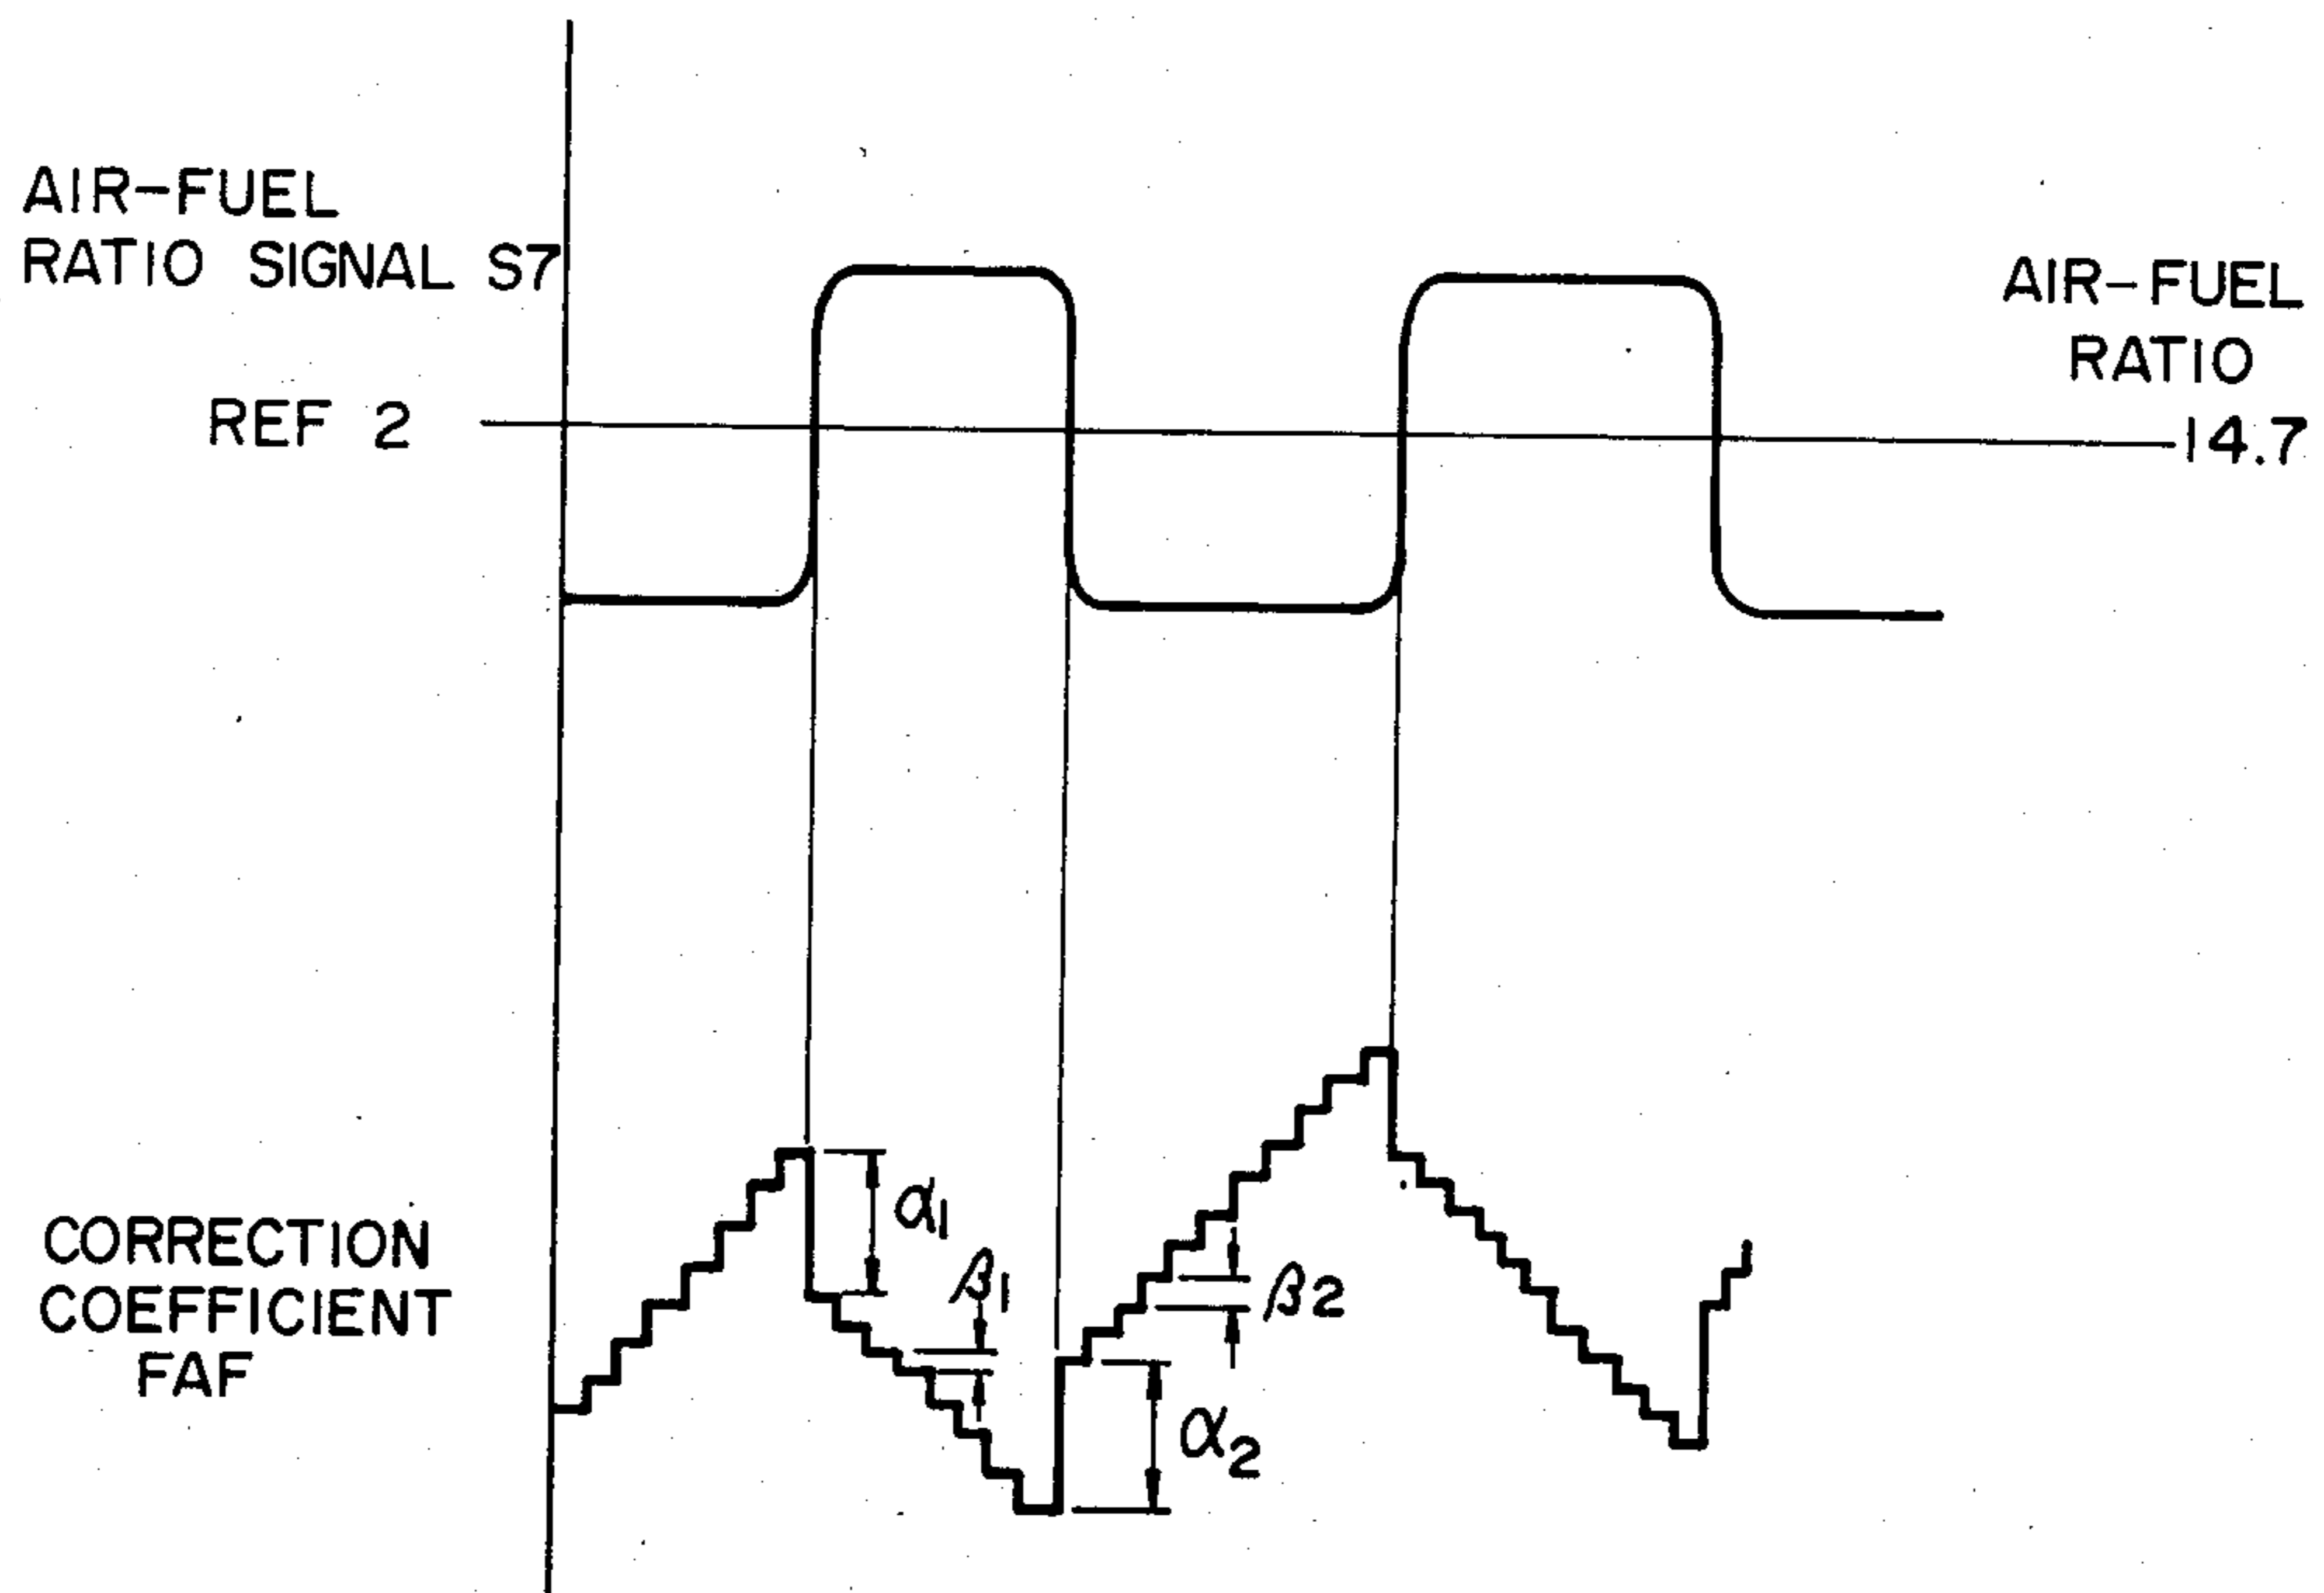 AIR-FUEL
RATIO SIGNAL S7
AIR-FUEL
RATIO
REF 2
14.7
α1
β1
β2
CORRECTION
COEFFICIENT
FAF
α2